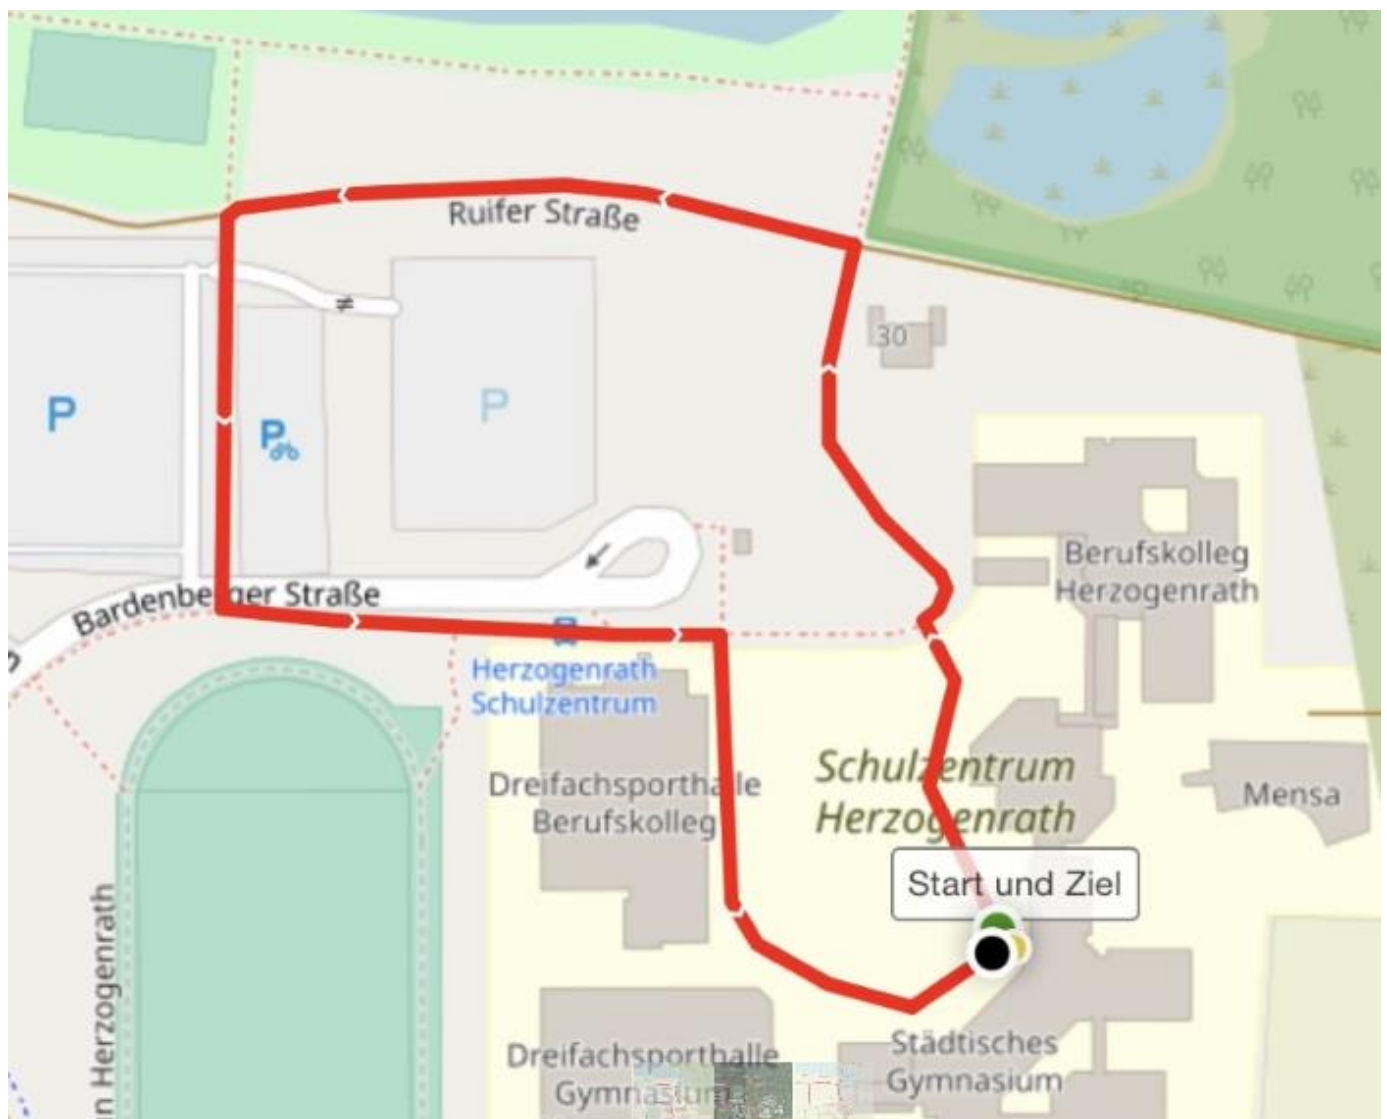 Ruifer Straße
30
P
P
P
Bardenberger Straße
Berufskolleg
Herzogenrath
Herzogenrath
Schulzentrum
Schulzentrum
Herzogenrath
Dreifachsporthalle
Berufskolleg
Mensa
Start und Ziel
n Herzogenrath
Städtisches
Gymnasium
Dreifachsporthalle
Gymnasium